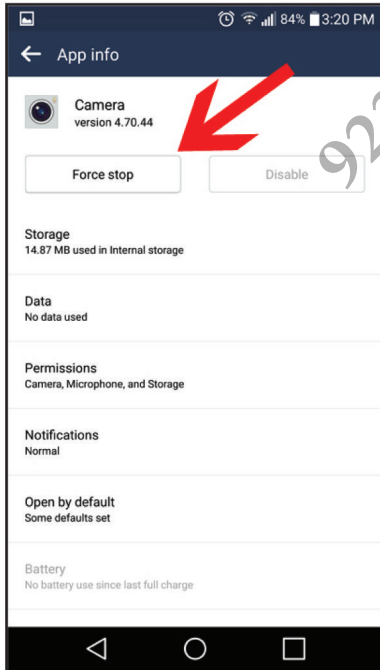 84% 3:20 PM
App info
Camera
version 4.70.44
Force stop
Disable
Storage
14.87 MB used in Internal storage
Data
No data used
Permissions
Camera, Microphone, and Storage
Notifications
Normal
Open by default
Some defaults set
Battery
No battery use since last full charge